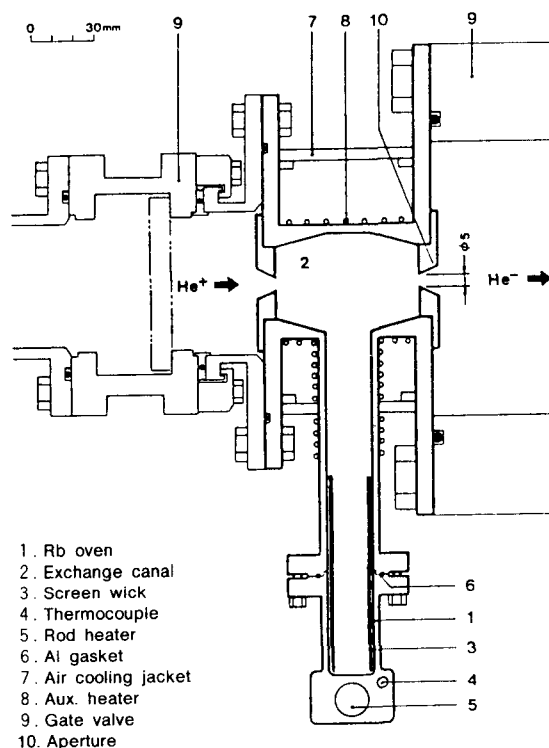 0 30mm
9 7 8 10 9
2
φ5
He⁺ He⁻
6
1
3
4
5
1. Rb oven
2. Exchange canal
3. Screen wick
4. Thermocouple
5. Rod heater
6. Al gasket
7. Air cooling jacket
8. Aux. heater
9. Gate valve
10. Aperture